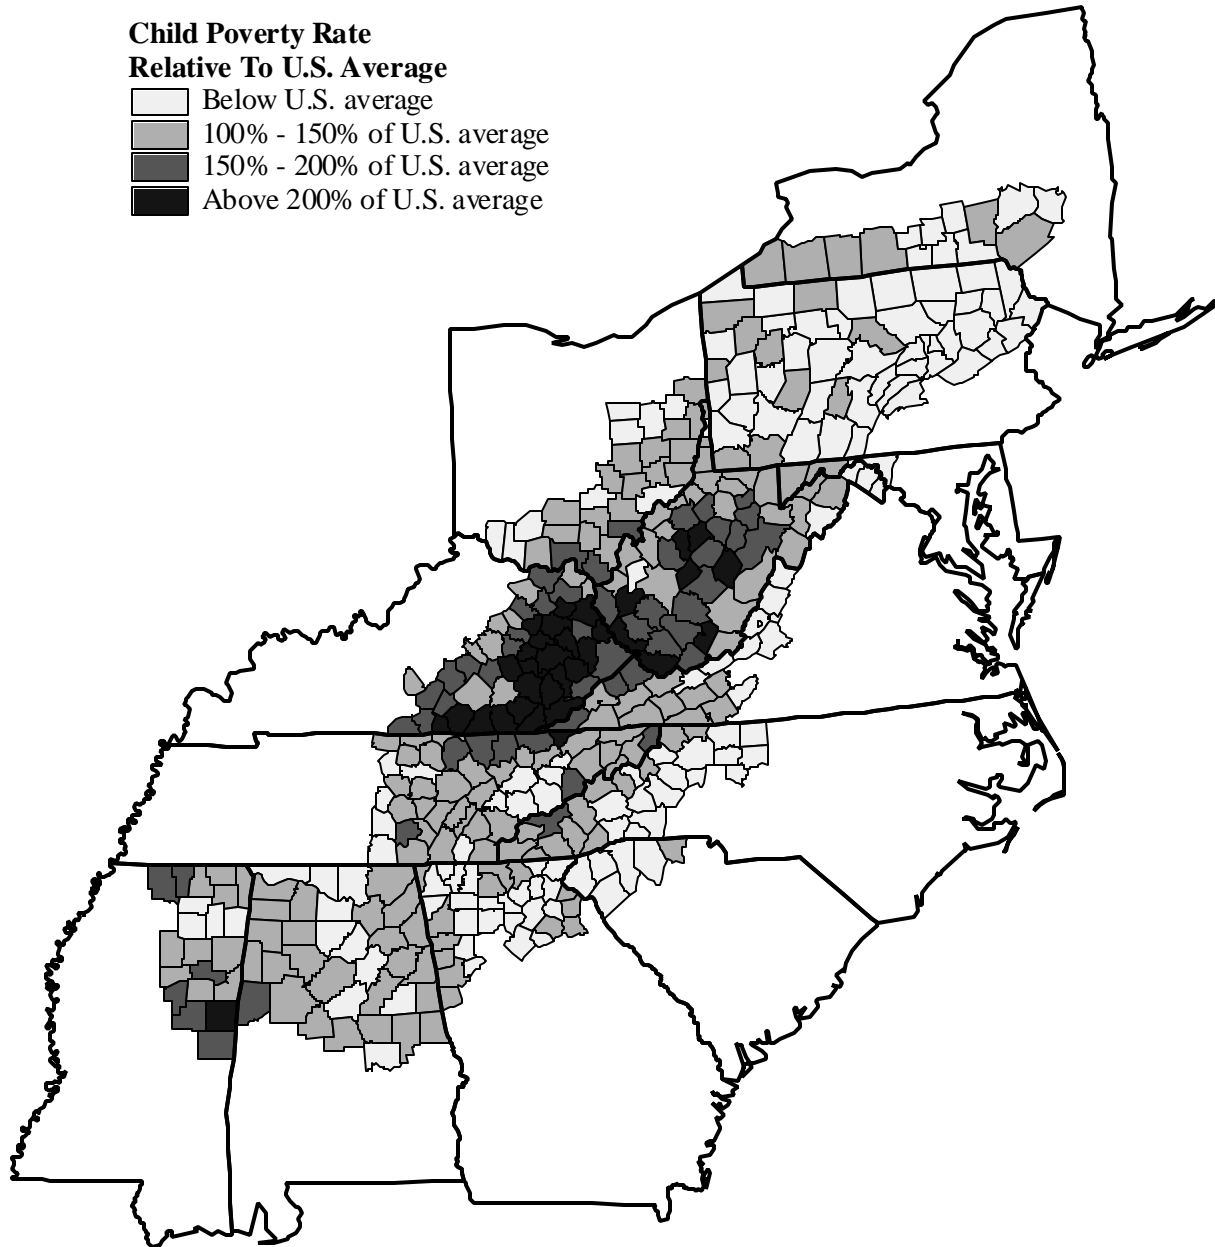 Child Poverty Rate
Relative To U.S. Average
Below U.S. average
100% - 150% of U.S. average
150% - 200% of U.S. average
Above 200% of U.S. average